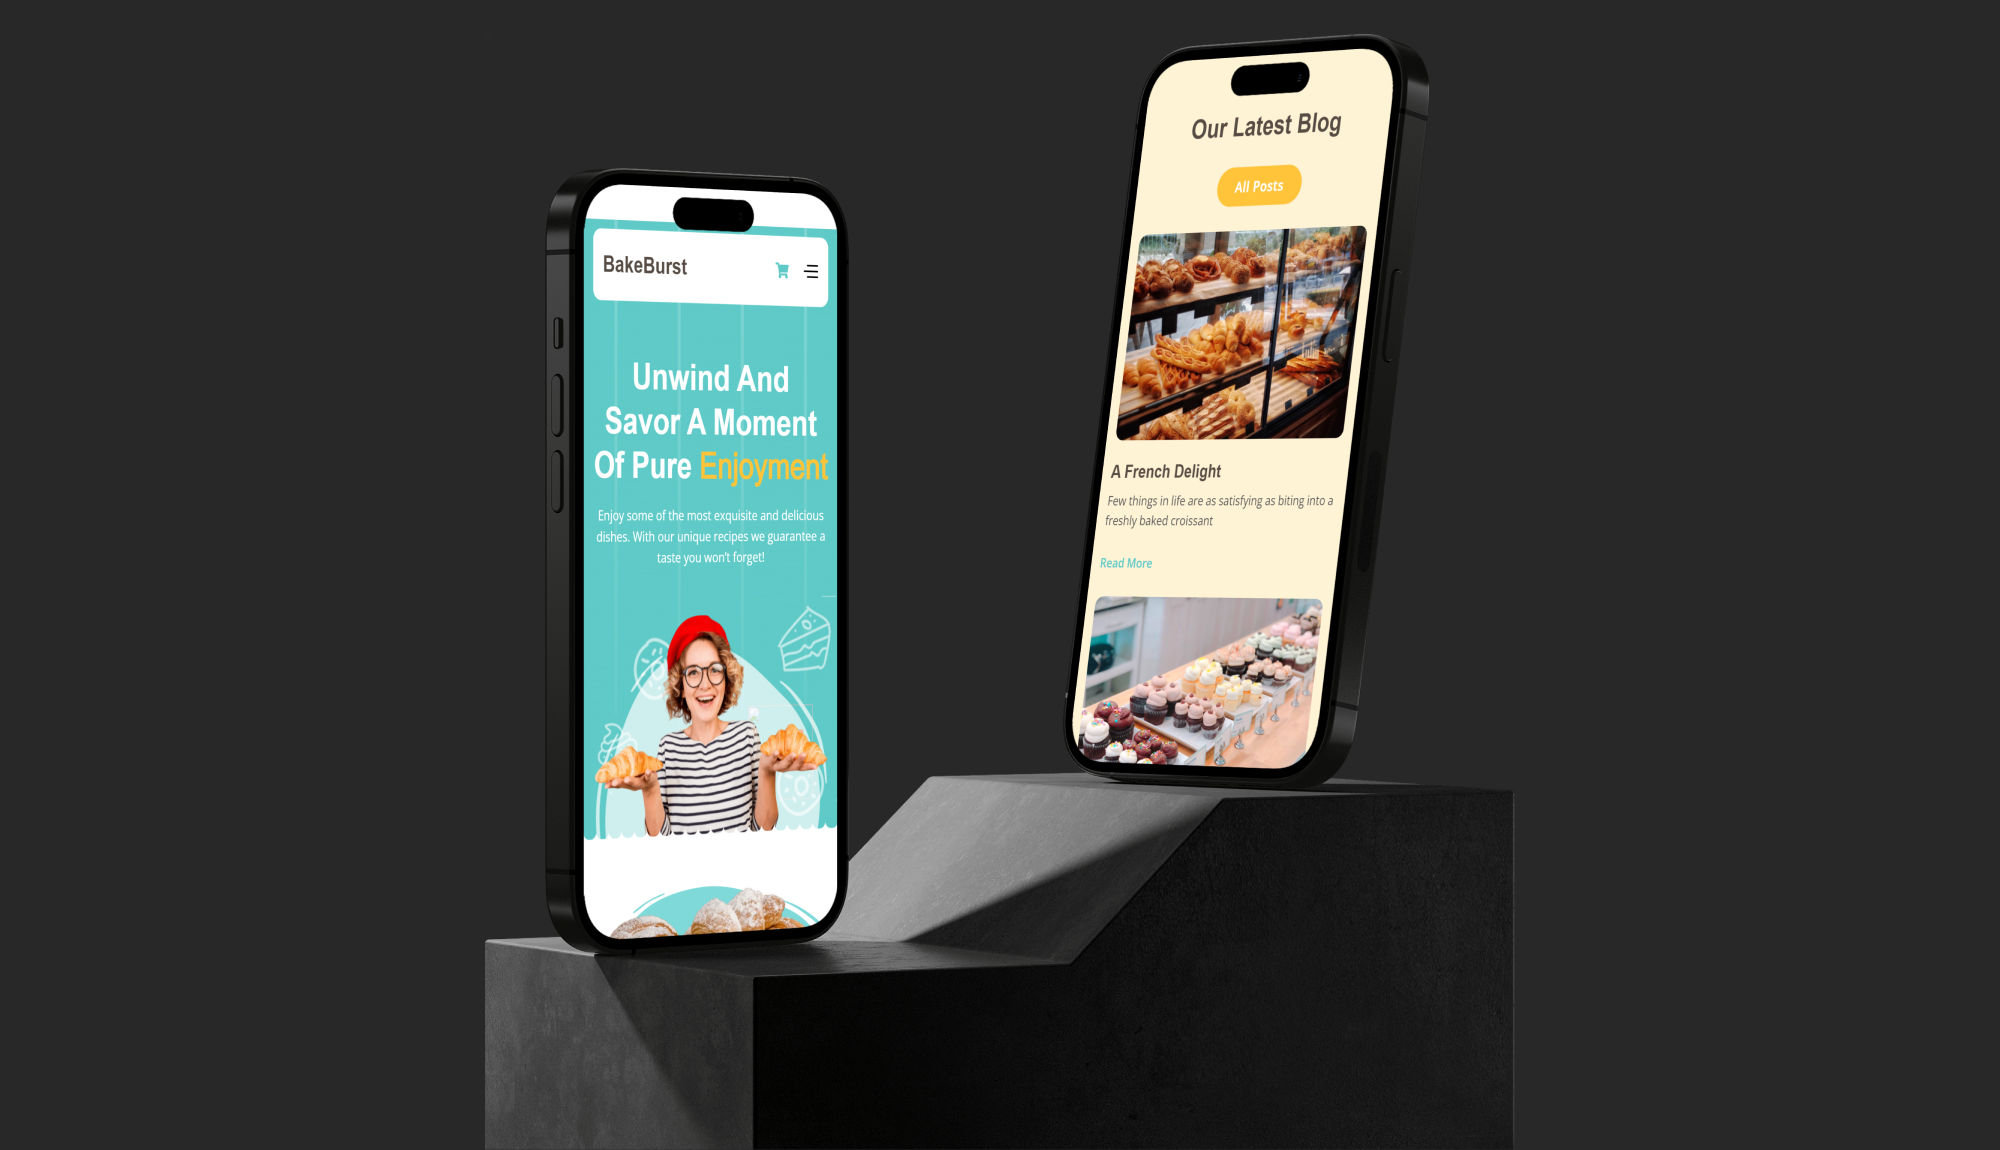 BakeBurst
Unwind And
Savor A Moment
Of Pure Enjoyment
Enjoy some of the most exquisite and delicious
dishes. With our unique recipes we guarantee a
taste you won't forget!
Our Latest Blog
All Posts
A French Delight
Few things in life are as satisfying as biting into a
freshly baked croissant
Read More